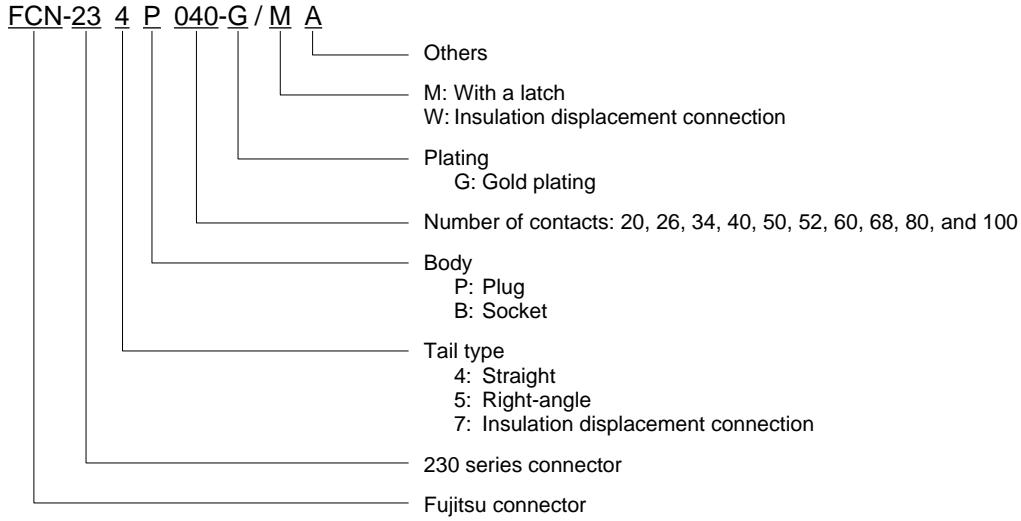 FCN-23 4 P 040-G / M A
Others
M: With a latch
W: Insulation displacement connection
Plating
G: Gold plating
Number of contacts: 20, 26, 34, 40, 50, 52, 60, 68, 80, and 100
Body
P: Plug
B: Socket
Tail type
4: Straight
5: Right-angle
7: Insulation displacement connection
230 series connector
Fujitsu connector